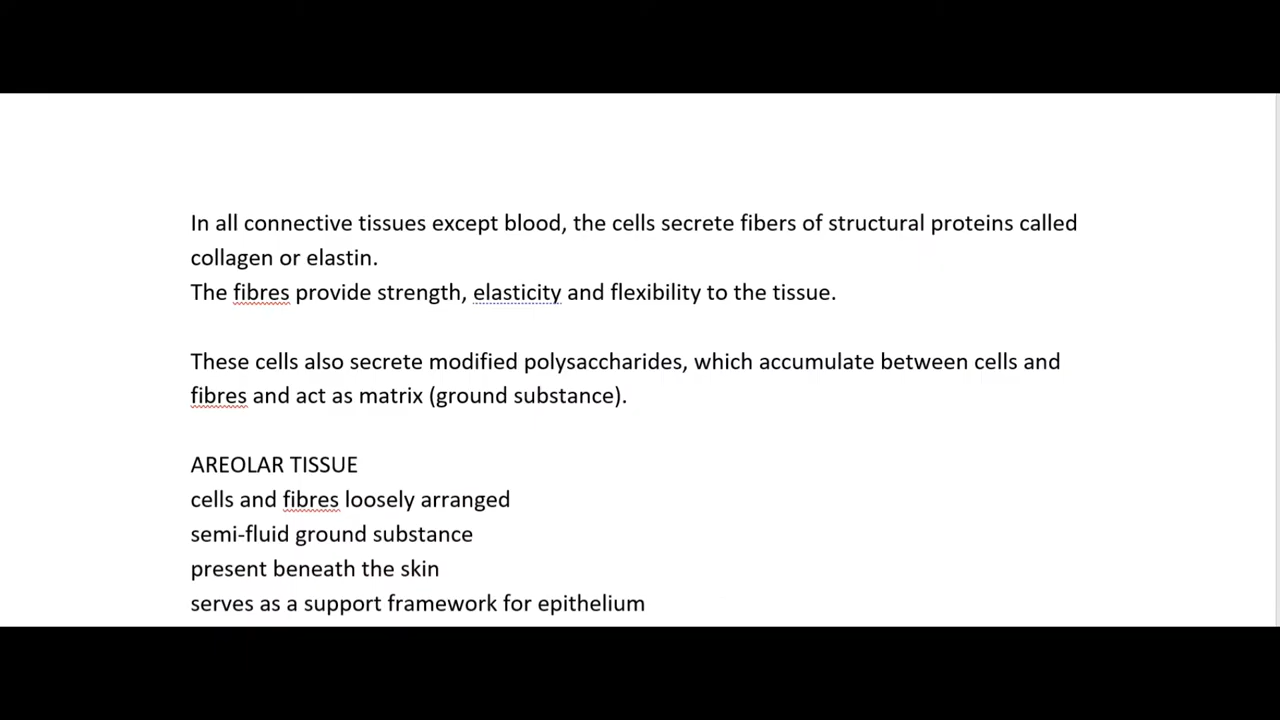 In all connective tissues except blood, the cells secrete fibers of structural proteins called
collagen or elastin.
The fibres provide strength, elasticity and flexibility to the tissue.
These cells also secrete modified polysaccharides, which accumulate between cells and
fibres and act as matrix (ground substance).
AREOLAR TISSUE
cells and fibres loosely arranged
semi-fluid ground substance
present beneath the skin
serves as a support framework for epithelium